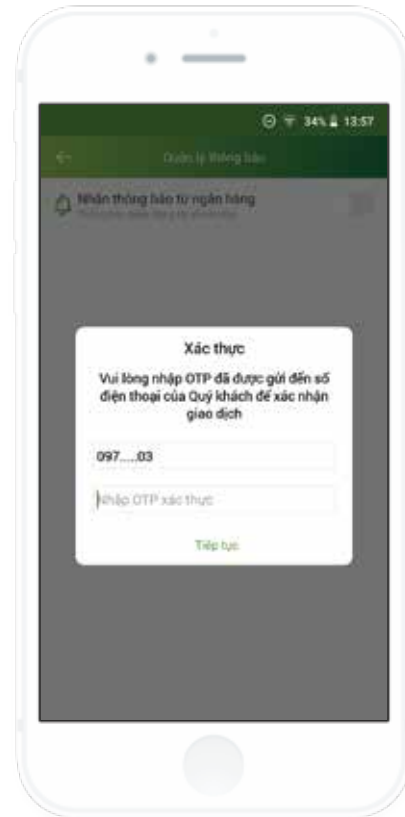 34% 13:57
Quản lý thông báo
Nhận thông báo từ ngân hàng
Xác thực
Vui lòng nhập OTP đã được gửi đến số
điện thoại của Quý khách để xác nhận
giao dịch
097....03
Nhập OTP xác thực
Tiếp tục